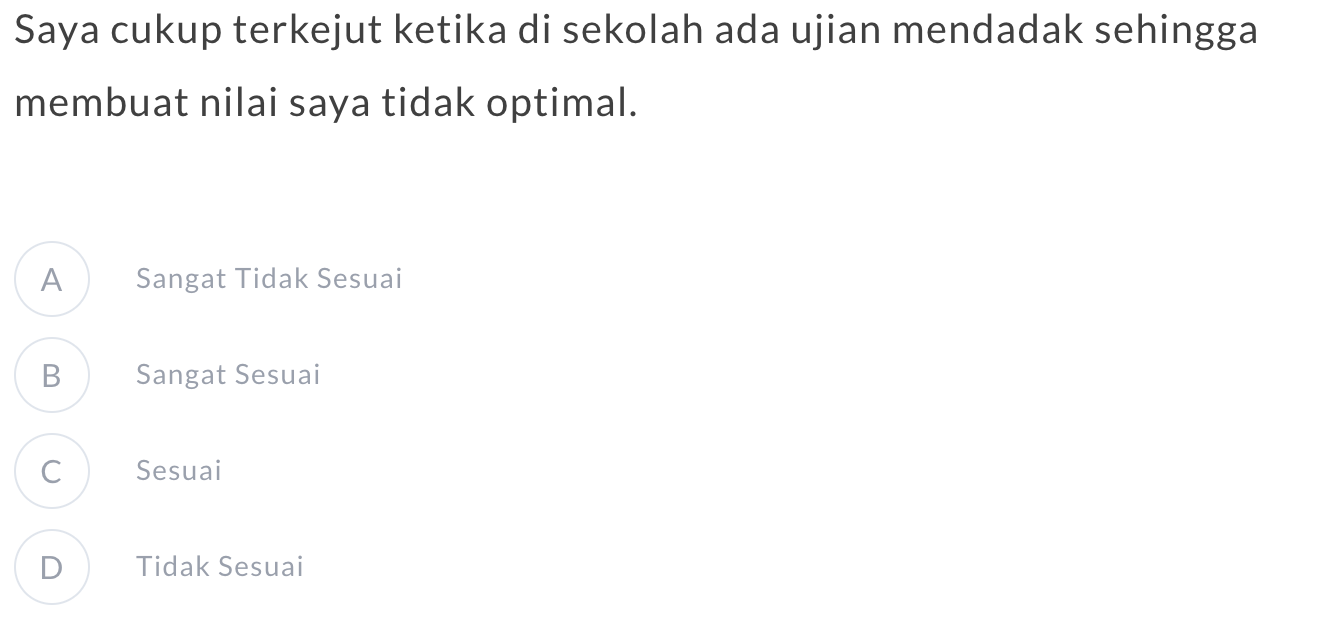 Saya cukup terkejut ketika di sekolah ada ujian mendadak sehingga
membuat nilai saya tidak optimal.
A Sangat Tidak Sesuai
B Sangat Sesuai
C Sesuai
D Tidak Sesuai